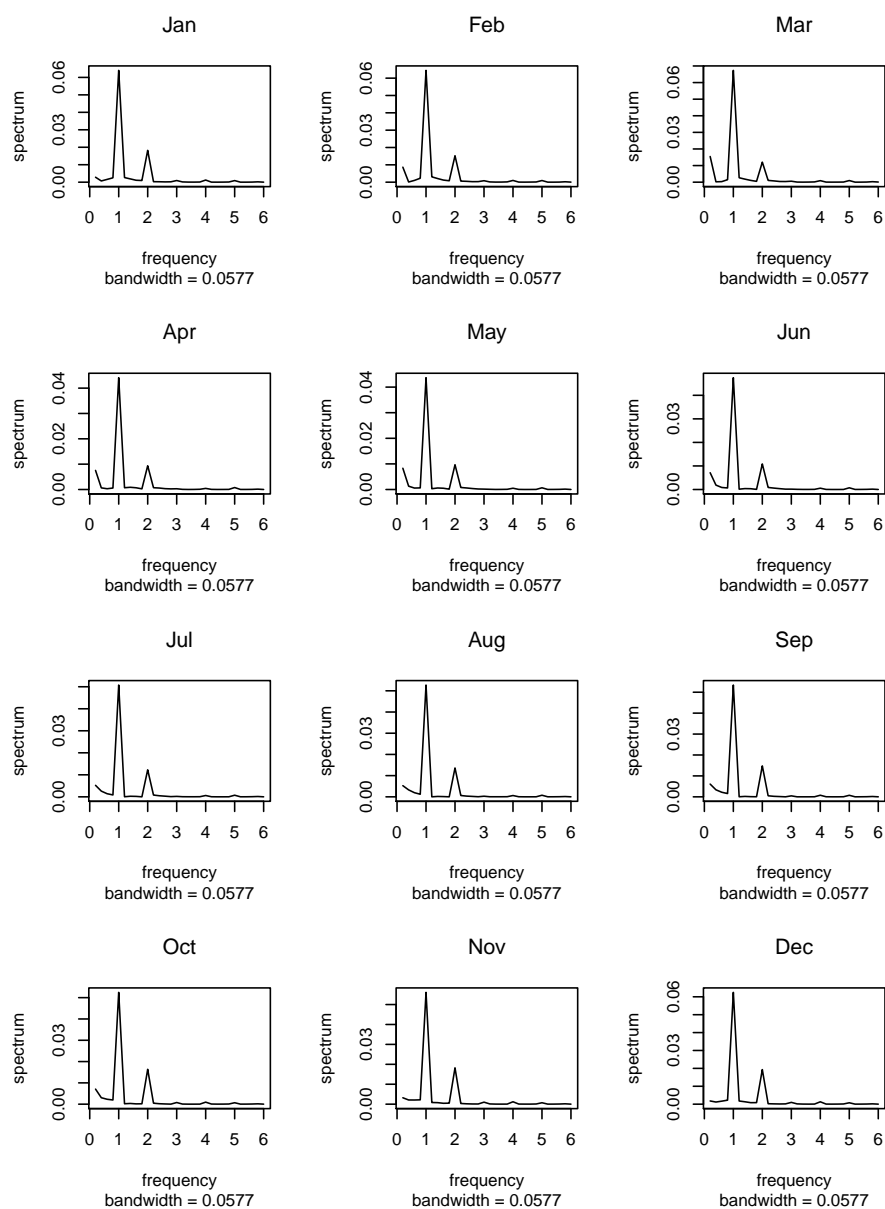 Jan
Feb
Mar
spectrum
0.00 0.03 0.06
0 1 2 3 4 5 6
frequency
bandwidth = 0.0577
spectrum
0.00 0.03 0.06
0 1 2 3 4 5 6
frequency
bandwidth = 0.0577
spectrum
0.00 0.03 0.06
0 1 2 3 4 5 6
frequency
bandwidth = 0.0577
Apr
May
Jun
spectrum
0.00 0.02 0.04
0 1 2 3 4 5 6
frequency
bandwidth = 0.0577
spectrum
0.00 0.02 0.04
0 1 2 3 4 5 6
frequency
bandwidth = 0.0577
spectrum
0.00 0.03
0 1 2 3 4 5 6
frequency
bandwidth = 0.0577
Jul
Aug
Sep
spectrum
0.00 0.03
0 1 2 3 4 5 6
frequency
bandwidth = 0.0577
spectrum
0.00 0.03
0 1 2 3 4 5 6
frequency
bandwidth = 0.0577
spectrum
0.00 0.03
0 1 2 3 4 5 6
frequency
bandwidth = 0.0577
Oct
Nov
Dec
spectrum
0.00 0.03
0 1 2 3 4 5 6
frequency
bandwidth = 0.0577
spectrum
0.00 0.03
0 1 2 3 4 5 6
frequency
bandwidth = 0.0577
spectrum
0.00 0.03 0.06
0 1 2 3 4 5 6
frequency
bandwidth = 0.0577